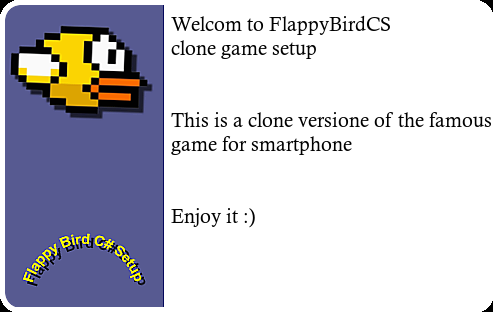 Welcom to FlappyBirdCS
clone game setup
This is a clone versione of the famous
game for smartphone
Enjoy it :)
Flappy Bird C# Setup